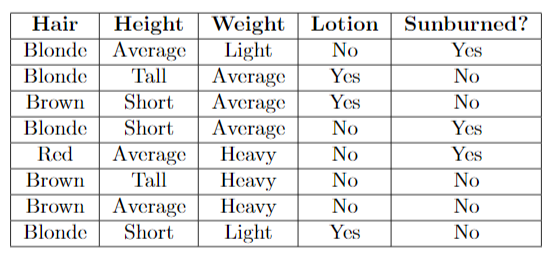 Hair Height Weight Lotion Sunburned?
Blonde Average Light No Yes
Blonde Tall Average Yes No
Brown Short Average Yes No
Blonde Short Average No Yes
Red Average Heavy No Yes
Brown Tall Heavy No No
Brown Average Heavy No No
Blonde Short Light Yes No